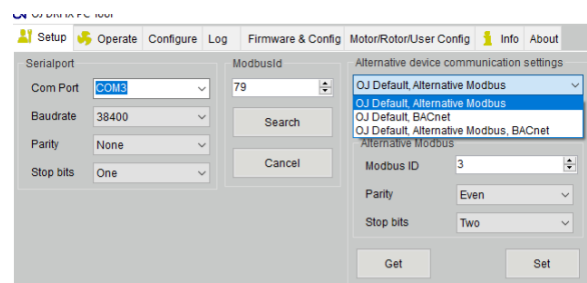 Setup Operate Configure Log Firmware & Config Motor/Rotor/User Config Info About
Serialport
Com Port COM3
Baudrate 38400
Parity None
Stop bits One
ModbusId
79
Search
Cancel
Alternative device communication settings
OJ Default, Alternative Modbus
OJ Default, Alternative Modbus
OJ Default, BACnet
OJ Default, Alternative Modbus, BACnet
Alternative Modbus
Modbus ID 3
Parity Even
Stop bits Two
Get Set